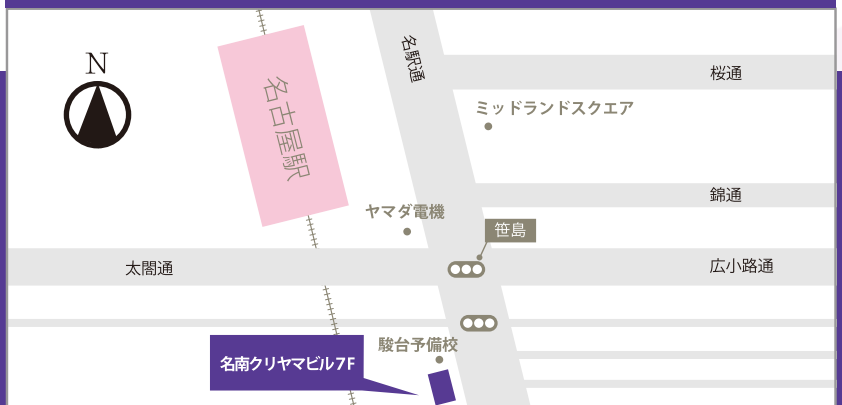 N
名古屋駅
名駅通
桜通
ミッドランドスクエア
錦通
ヤマダ電機
笹島
太閤通
広小路通
駿台予備校
名南クリヤマビル7F